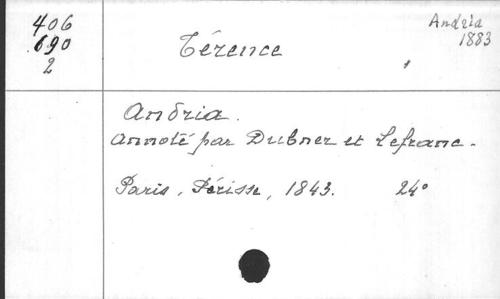 406
690
2
Térence
Andria
1883
Andria.
Annoté par Dubner et Lefranc.
Paris, Périsse, 1843. 24°